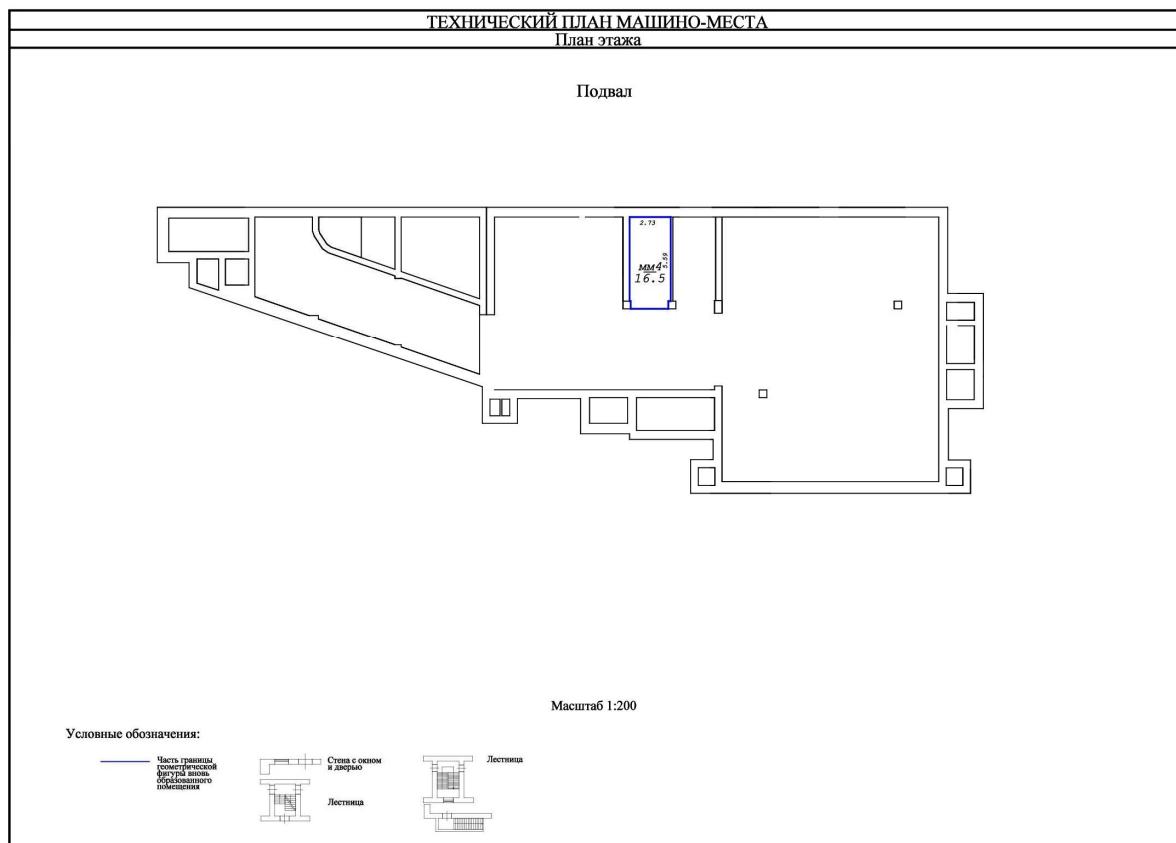 ТЕХНИЧЕСКИЙ ПЛАН МАШИНО-МЕСТА
План этажа
Подвал
2.73
5.59
мм4
16.5
Масштаб 1:200
Условные обозначения:
Часть границы
геометрической
фигуры вновь
образованного
помещения
Стена с окном
и дверью
Лестница
Лестница